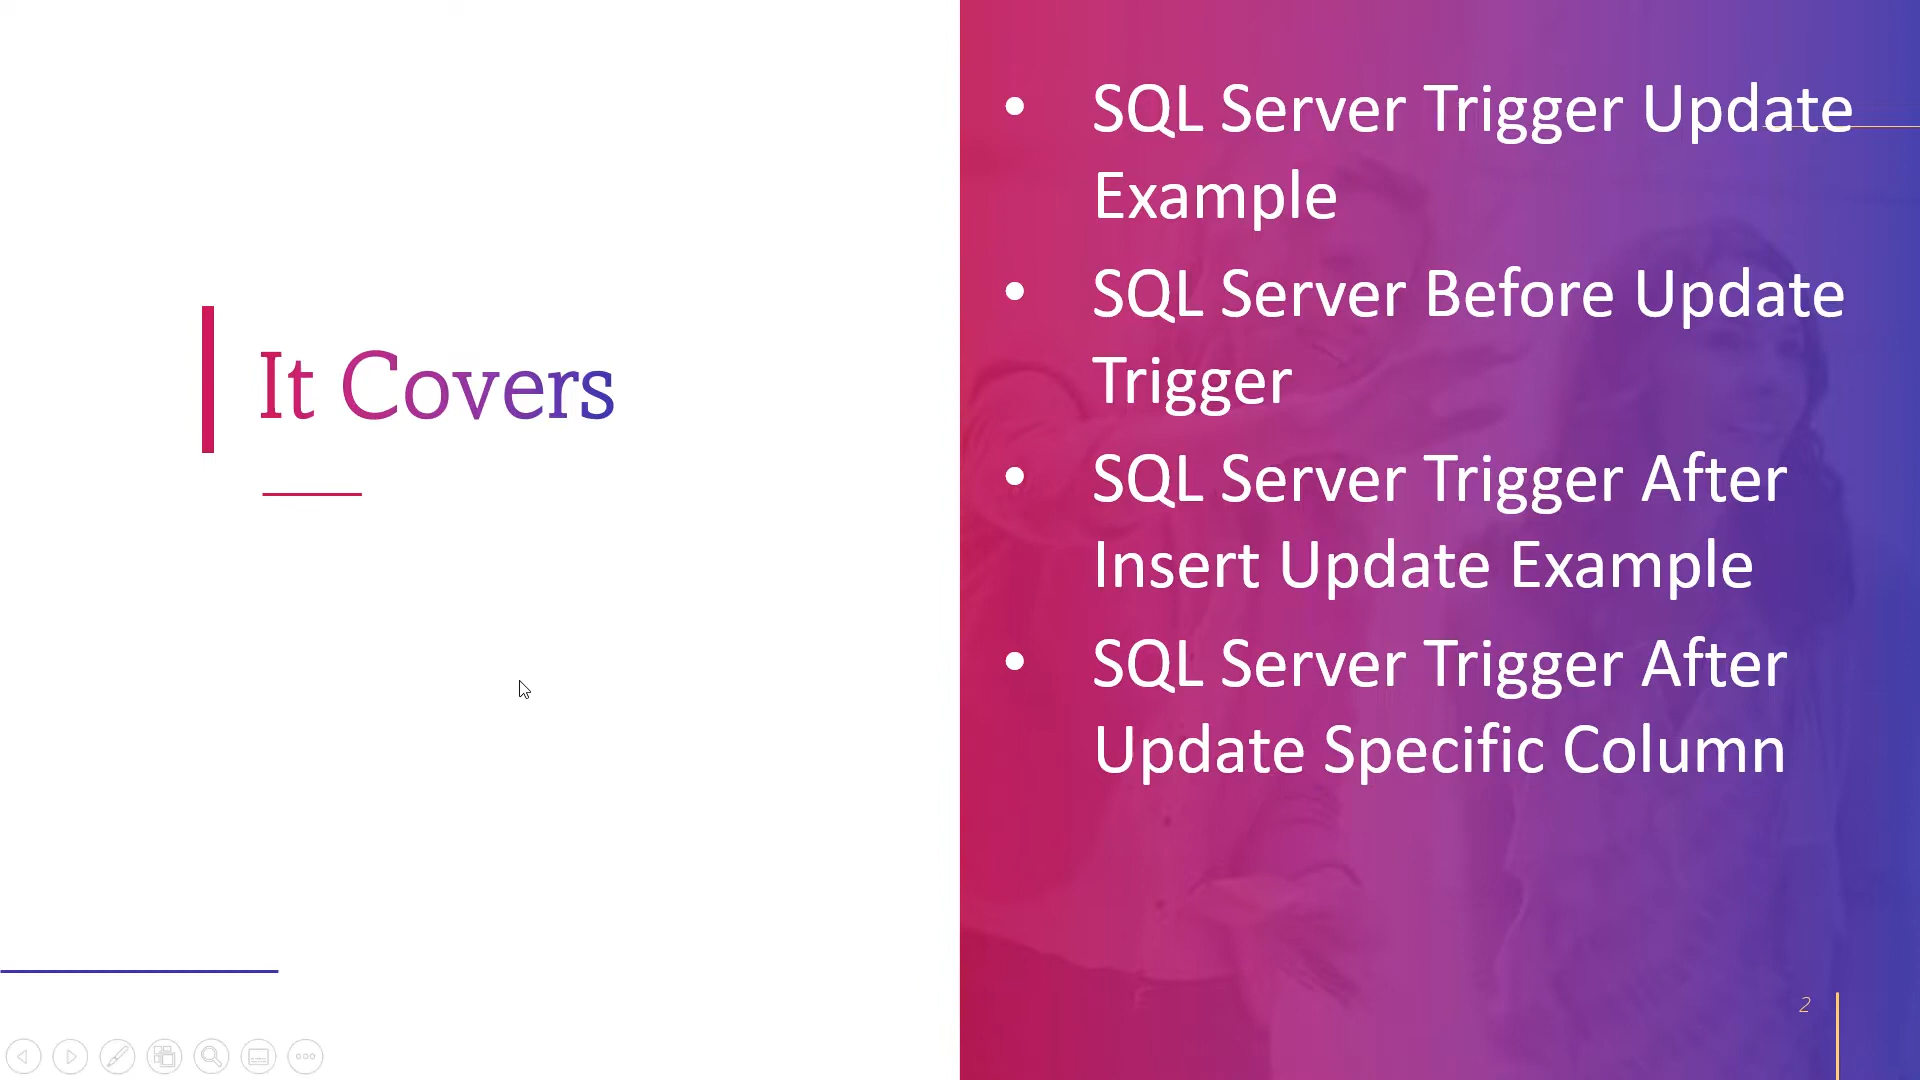 It Covers
• SQL Server Trigger Update
Example
• SQL Server Before Update
Trigger
• SQL Server Trigger After
Insert Update Example
• SQL Server Trigger After
Update Specific Column
2